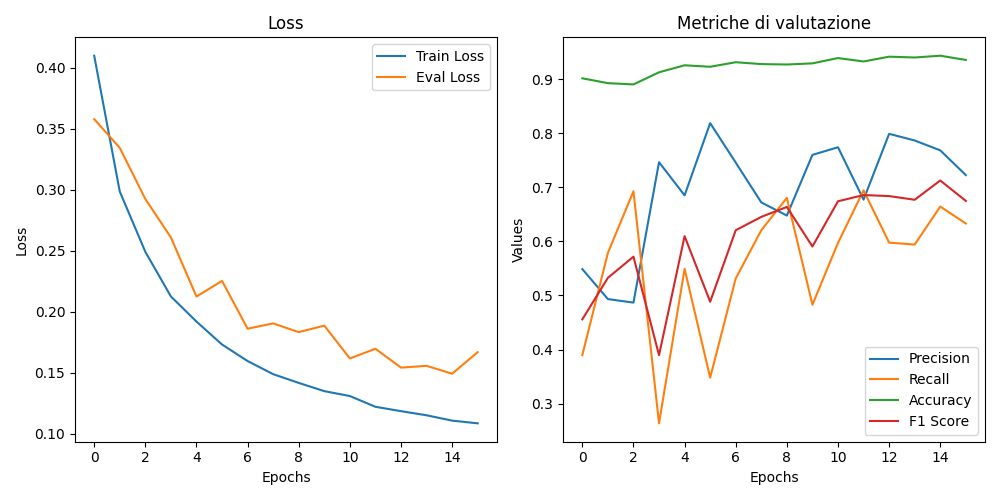 Loss
Train Loss
Eval Loss
0.40
0.35
0.30
0.25
0.20
0.15
0.10
Loss
0 2 4 6 8 10 12 14
Epochs
Metriche di valutazione
0.9
0.8
0.7
0.6
0.5
0.4
0.3
Values
Precision
Recall
Accuracy
F1 Score
0 2 4 6 8 10 12 14
Epochs